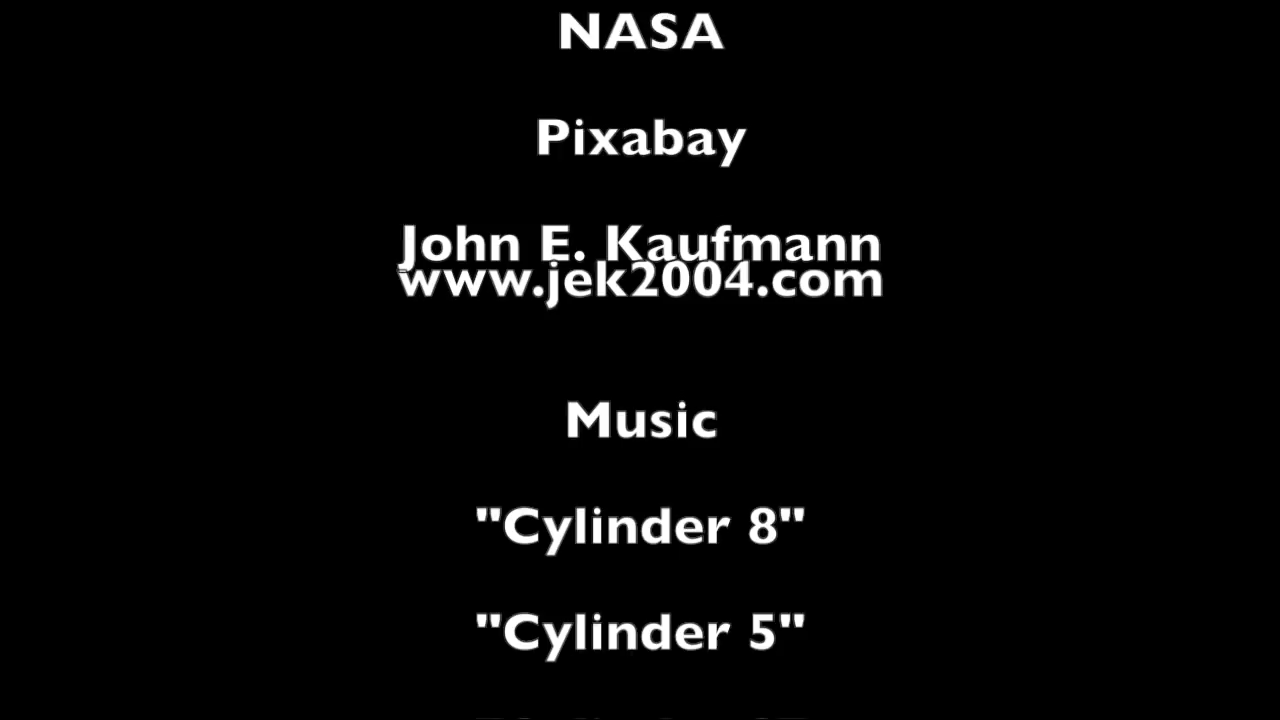 NASA
Pixabay
John E. Kaufmann
www.jek2004.com
Music
"Cylinder 8"
"Cylinder 5"